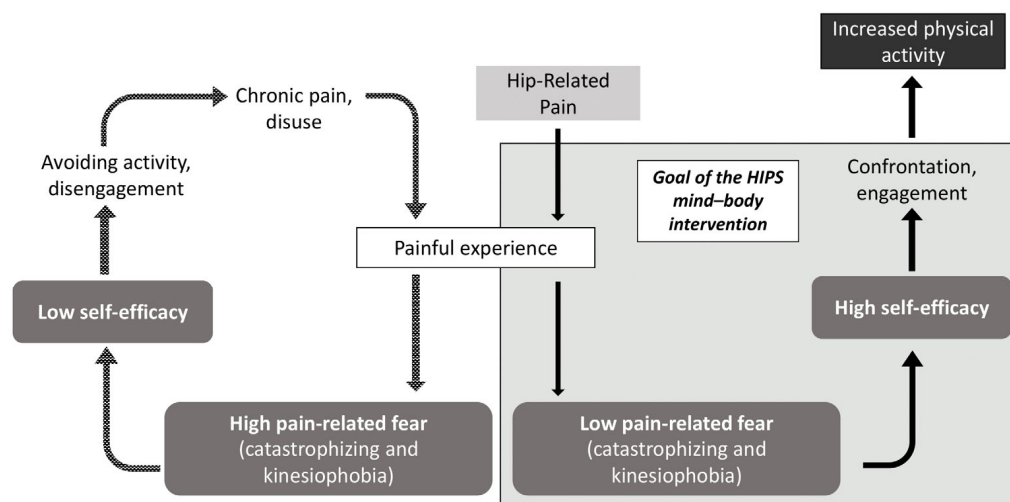 Increased physical
activity
Hip-Related
Pain
Chronic pain,
disuse
Avoiding activity,
disengagement
Goal of the HIPS
mind–body
intervention
Confrontation,
engagement
Painful experience
Low self-efficacy
High self-efficacy
High pain-related fear
(catastrophizing and
kinesiophobia)
Low pain-related fear
(catastrophizing and
kinesiophobia)